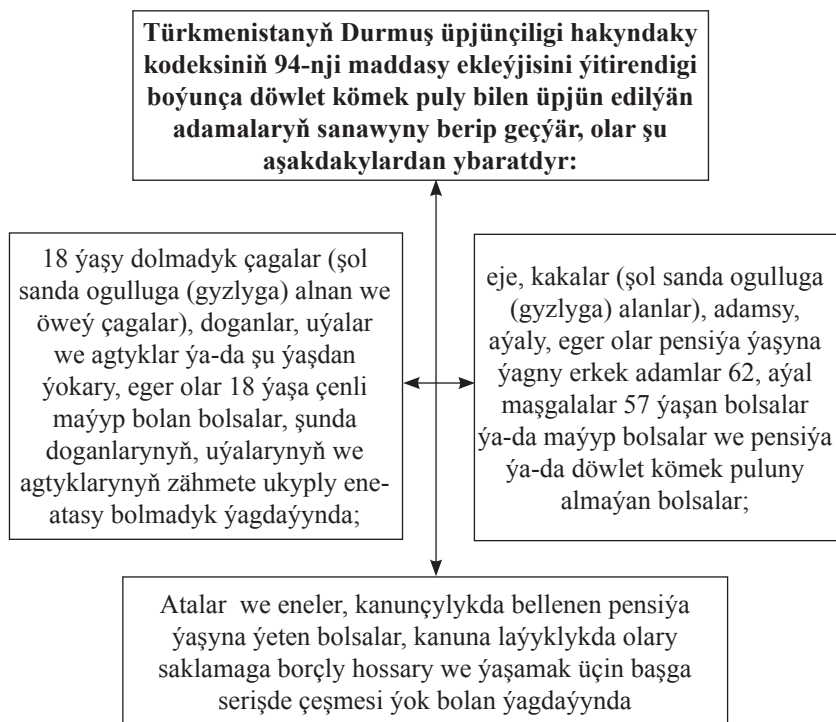 Türkmenistanyň Durmuş üpjünçiligi hakyndaky
kodeksiniň 94-nji maddasy ekleýjisini ýitirendigi
boýunça döwlet kömek puly bilen üpjün edilýän
adamalaryň sanawyny berip geçýär, olar şu
aşakdakylardan ybaratdyr:
18 ýaşy dolmadyk çagalar (şol
sanda ogulluga (gyzlyga) alnan we
öweý çagalar), doganlar, uýalar
we agtyklar ýa-da şu ýaşdan
ýokary, eger olar 18 ýaşa çenli
maýyp bolan bolsalar, şunda
doganlarynyň, uýalarynyň we
agtyklarynyň zähmete ukyply ene-
atasy bolmadyk ýagdaýynda;
eje, kakalar (şol sanda ogulluga
(gyzlyga) alanlar), adamsy,
aýaly, eger olar pensiýa ýaşyna
ýagny erkek adamlar 62, aýal
maşgalalar 57 ýaşan bolsalar
ýa-da maýyp bolsalar we pensiýa
ýa-da döwlet kömek puluny
almaýan bolsalar;
Atalar we eneler, kanunçylykda bellenen pensiýa
ýaşyna ýeten bolsalar, kanuna laýyklykda olary
saklamaga borçly hossary we ýaşamak üçin başga
serişde çeşmesi ýok bolan ýagdaýynda